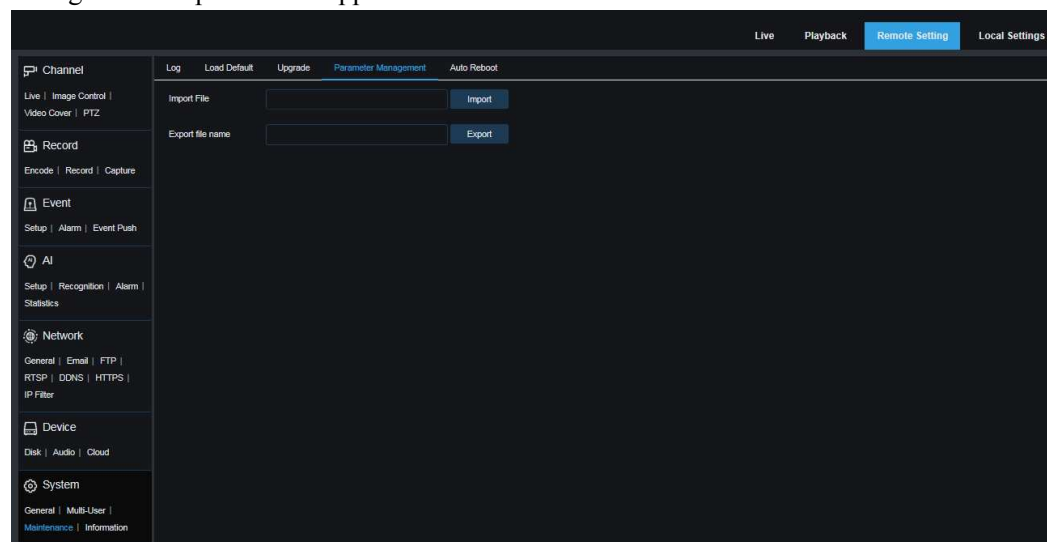 Live Playback Remote Setting Local Settings
Channel
Live | Image Control |
Video Cover | PTZ
Record
Encode | Record | Capture
Event
Setup | Alarm | Event Push
AI
Setup | Recognition | Alarm |
Statistics
Network
General | Email | FTP |
RTSP | DDNS | HTTPS |
IP Filter
Device
Disk | Audio | Cloud
System
General | Multi-User |
Maintenance | Information
Log Load Default Upgrade Parameter Management Auto Reboot
Import File Import
Export file name Export